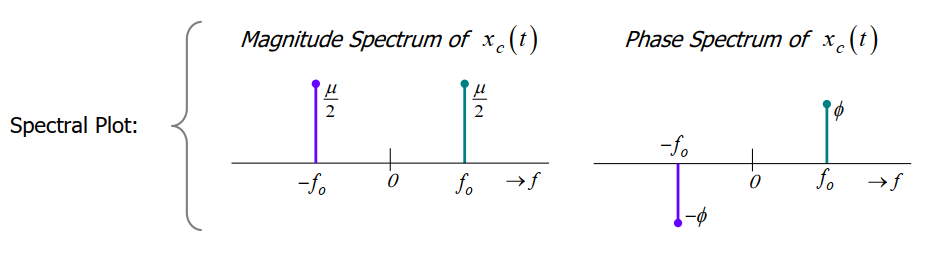 Spectral Plot:
Magnitude Spectrum of x_c(t)
μ/2
μ/2
−f_o
0
f_o
→f
Phase Spectrum of x_c(t)
ϕ
−f_o
0
f_o
→f
−ϕ